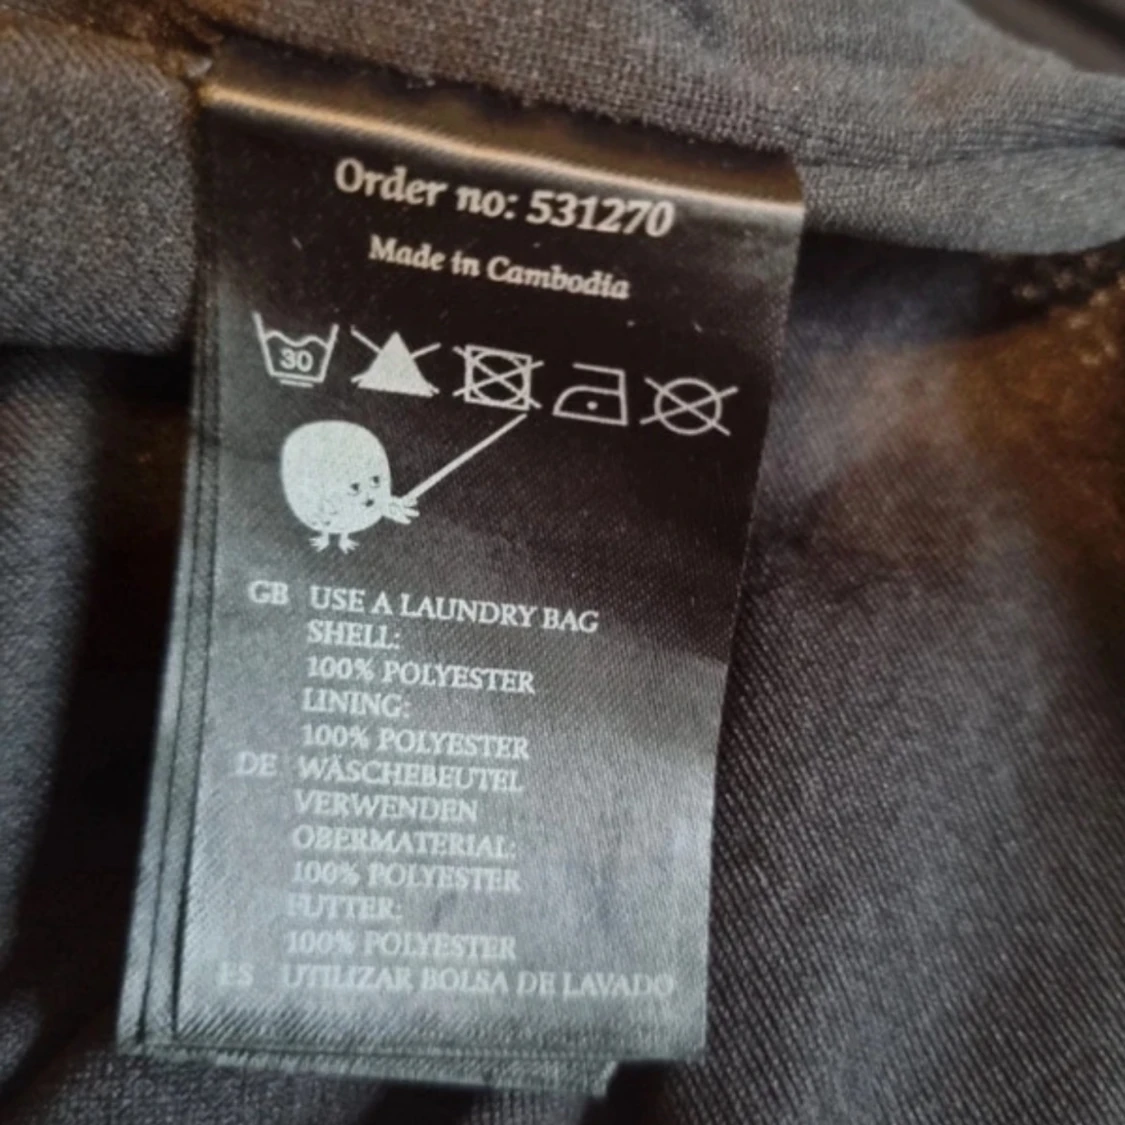 Order no: 531270
Made in Cambodia
30
GB USE A LAUNDRY BAG
SHELL:
100% POLYESTER
LINING:
100% POLYESTER
DE WÄSCHEBEUTEL
VERWENDEN
OBERMATERIAL:
100% POLYESTER
FUTTER:
100% POLYESTER
ES UTILIZAR BOLSA DE LAVADO